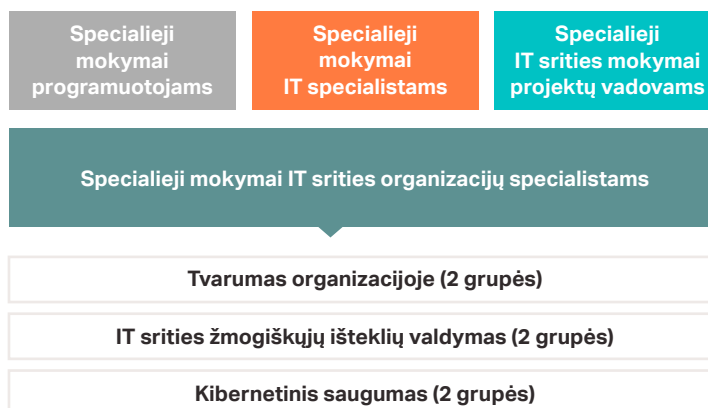 Specialieji
mokymai
programuotojams
Specialieji
mokymai
IT specialistams
Specialieji
IT srities mokymai
projektų vadovams
Specialieji mokymai IT srities organizacijų specialistams
Tvarumas organizacijoje (2 grupės)
IT srities žmogiškųjų išteklių valdymas (2 grupės)
Kibernetinis saugumas (2 grupės)